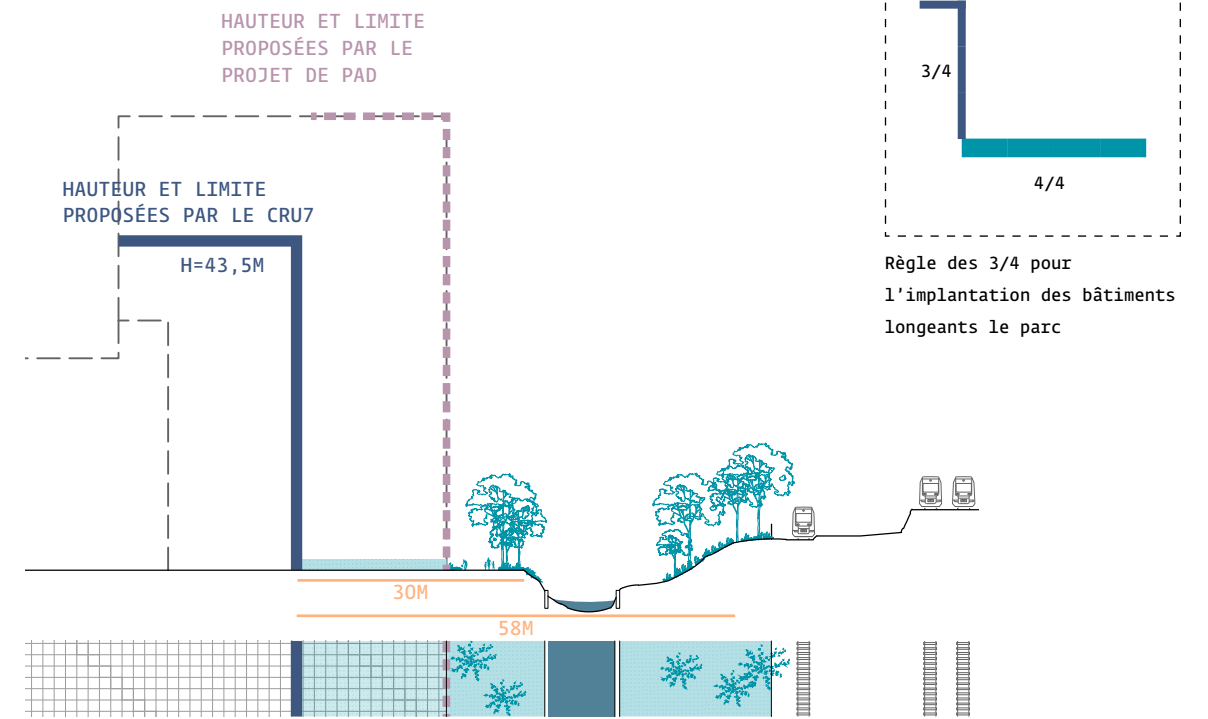 HAUTEUR ET LIMITE
PROPOSÉES PAR LE
PROJET DE PAD
HAUTEUR ET LIMITE
PROPOSÉES PAR LE CRU7
H=43,5M
3/4
4/4
Règle des 3/4 pour
l'implantation des bâtiments
longeants le parc
30M
58M